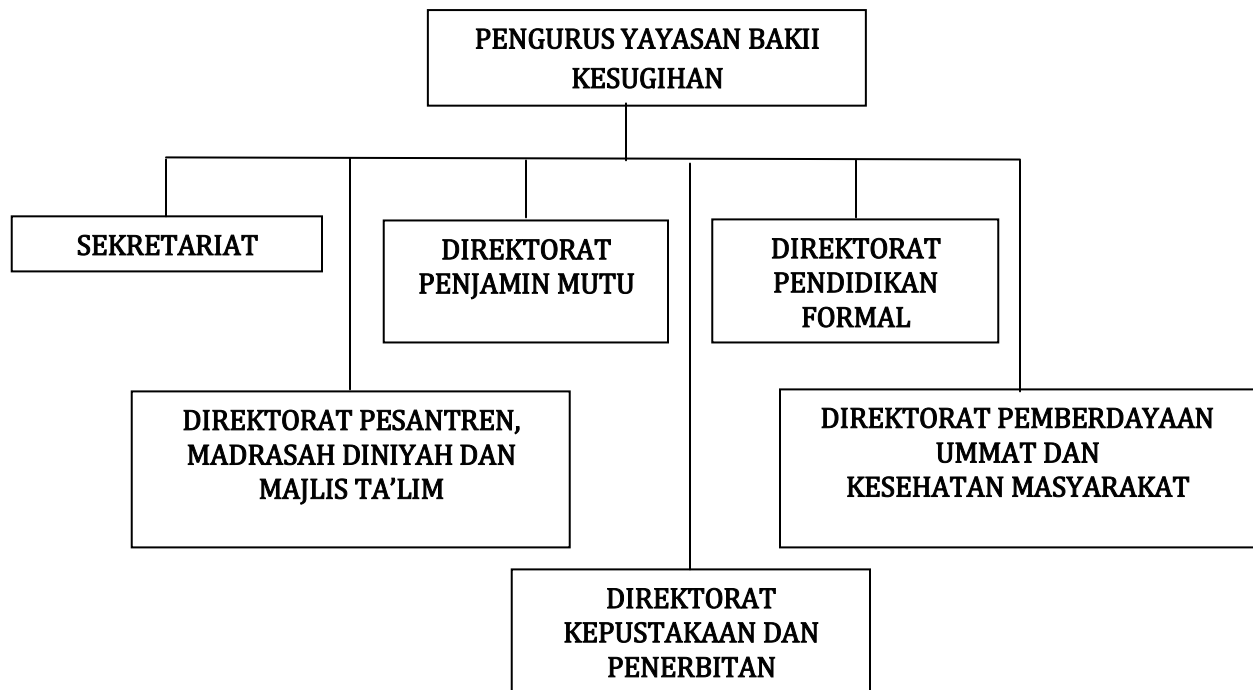 PENGURUS YAYASAN BAKII
KESUGIHAN
SEKRETARIAT
DIREKTORAT
PENJAMIN MUTU
DIREKTORAT
PENDIDIKAN
FORMAL
DIREKTORAT PESANTREN,
MADRASAH DINIYAH DAN
MAJLIS TA’LIM
DIREKTORAT PEMBERDAYAAN
UMMAT DAN
KESEHATAN MASYARAKAT
DIREKTORAT
KEPUSTAKAAN DAN
PENERBITAN